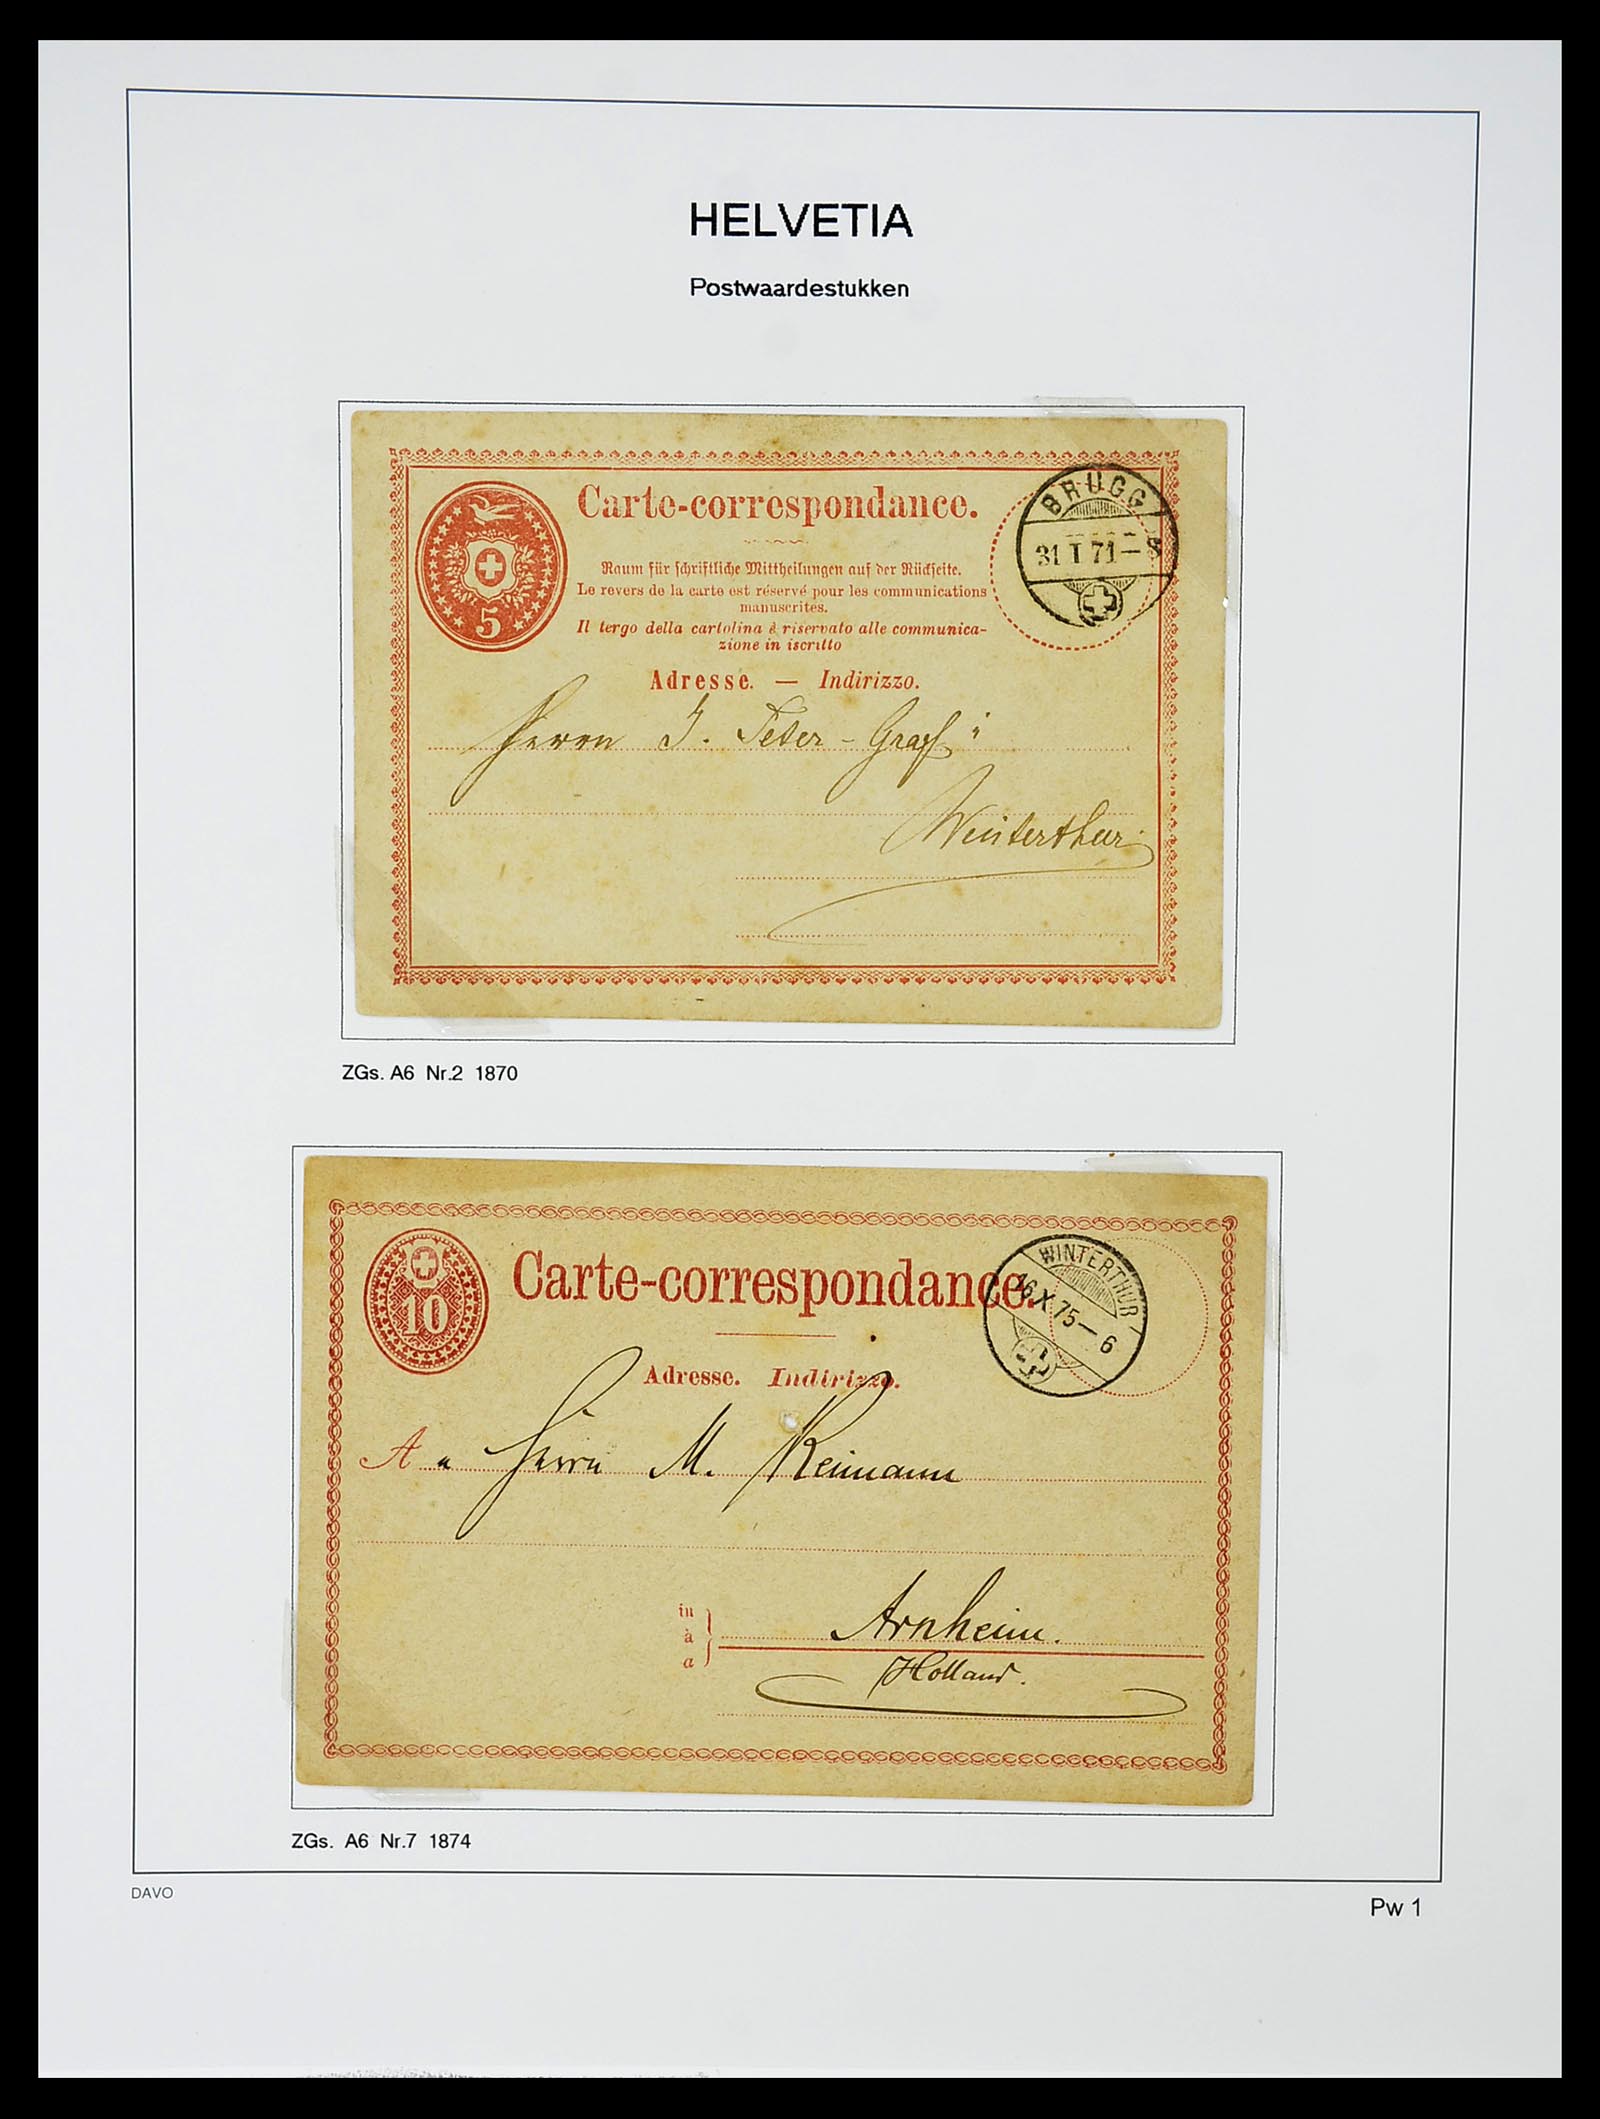 HELVETIA
Postwaardestukken
Carte-correspondance.
Raum für schriftliche Mittheilungen auf der Rückseite.
Le revers de la carte est réservé pour les communications
manuscrites.
Il tergo della cartolina è riservato alle communica-
zione in iscritto
5
BRUGG
31 I 71-8
Adresse. — Indirizzo.
Herrn J. Peter-Graf
Winterthur
ZGs. A6 Nr.2 1870
10
Carte-correspondance.
WINTERTHUR
16 X 75-6
Adresse. Indirizzo.
A Herrn M. Reimann
in
à
a
Arnheim.
Holland.
ZGs. A6 Nr.7 1874
DAVO
Pw 1